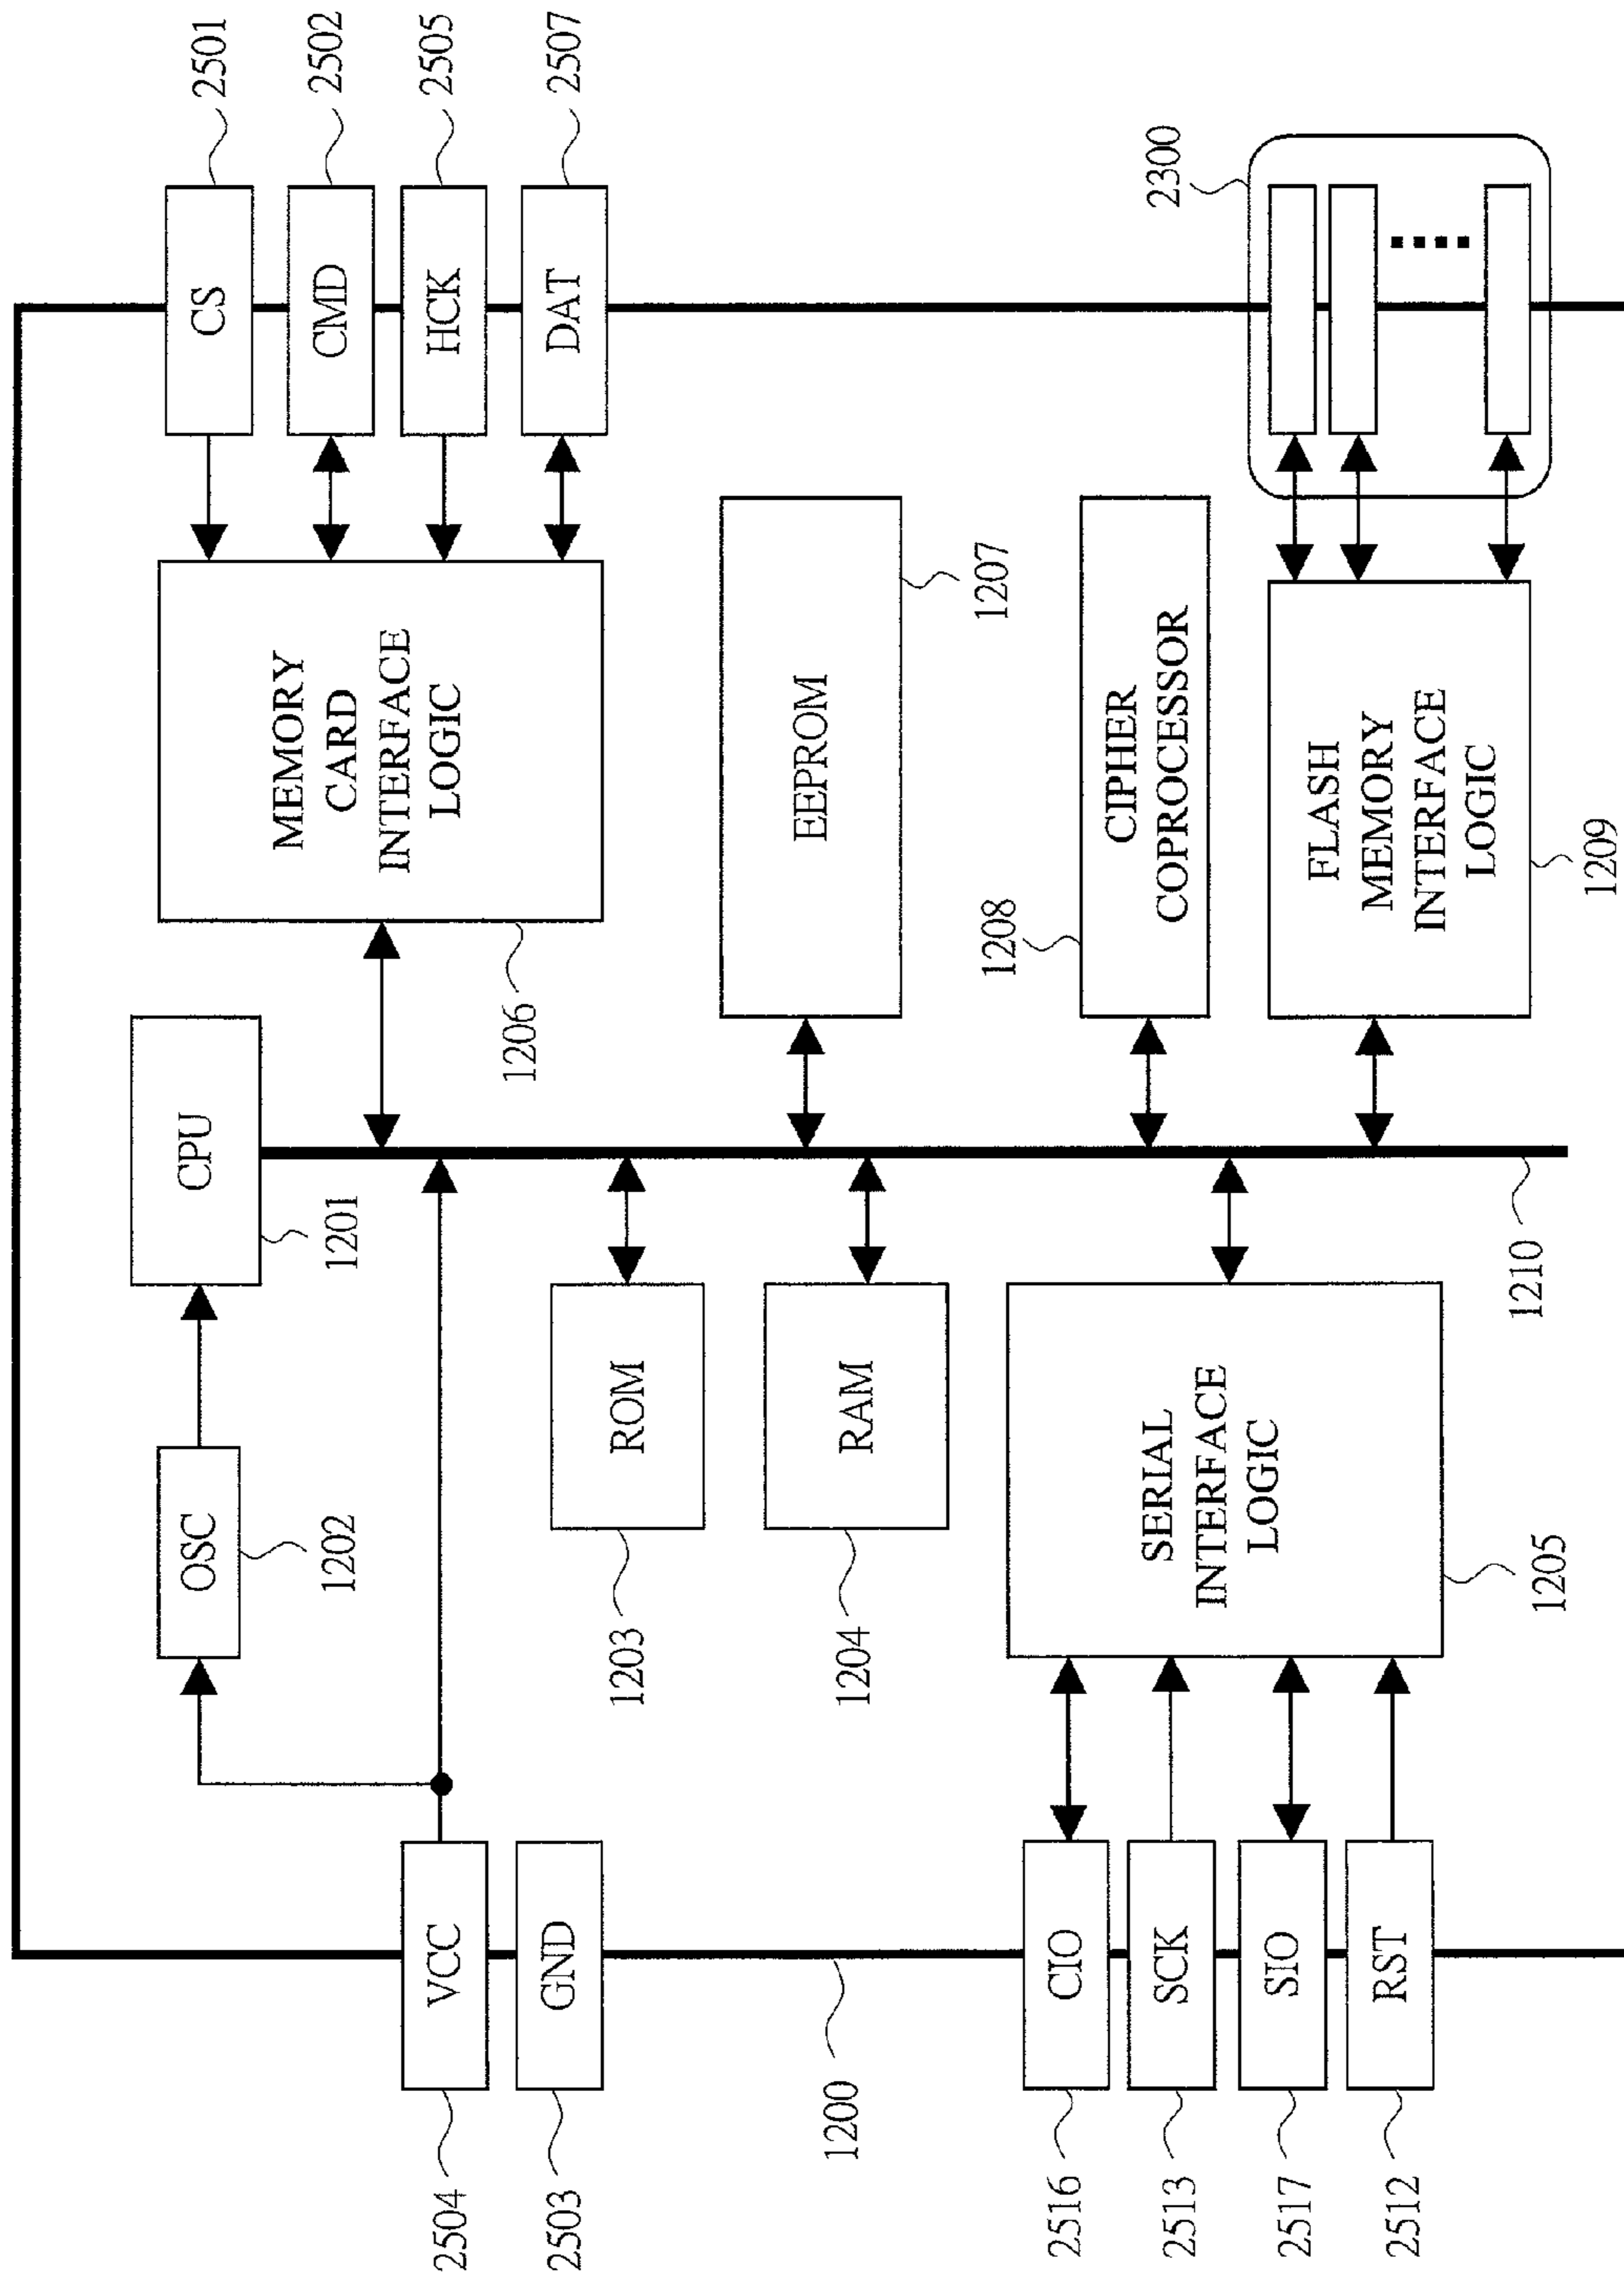 2504
VCC
2503
GND
1200
2516
CIO
2513
SCK
2517
SIO
2512
RST
OSC
1202
CPU
1201
ROM
1203
RAM
1204
SERIAL
INTERFACE
LOGIC
1205
1210
MEMORY
CARD
INTERFACE
LOGIC
1206
EEPROM
1207
CIPHER
COPROCESSOR
1208
FLASH
MEMORY
INTERFACE
LOGIC
1209
CS
2501
CMD
2502
HCK
2505
DAT
2507
2300